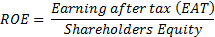 ROE = Earning after tax (EAT)
Shareholders Equity